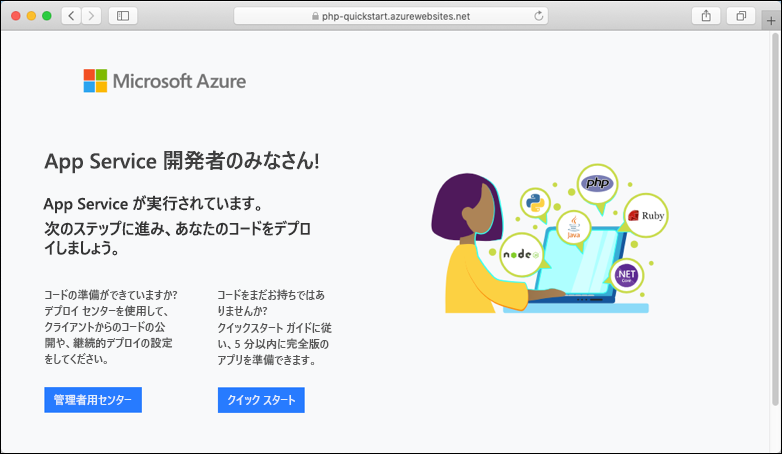 php-quickstart.azurewebsites.net
Microsoft Azure
App Service 開発者のみなさん!
App Service が実行されています。
次のステップに進み、あなたのコードをデプロ
イしましょう。
コードの準備ができていますか?
デプロイ センターを使用して、
クライアントからのコードの公
開や、継続的デプロイの設定
をしてください。
管理者用センター
コードをまだお持ちではあ
りませんか?
クイックスタート ガイドに従
い、5 分以内に完全版の
アプリを準備できます。
クイック スタート
php
Ruby
Java
node
.NET
Core